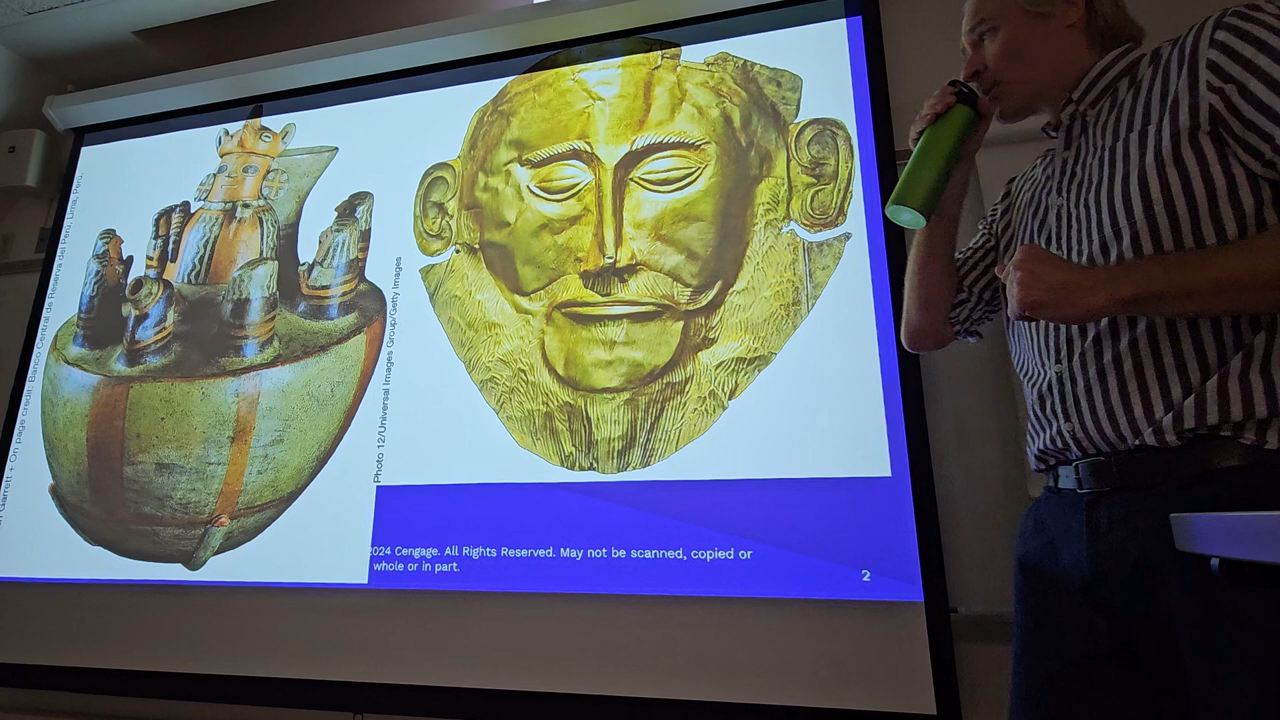 Garrett + On page credit: Banco Central de Reserva del Perú, Lima, Peru.
Photo 12/Universal Images Group/Getty Images
2024 Cengage. All Rights Reserved. May not be scanned, copied or
whole or in part.
2